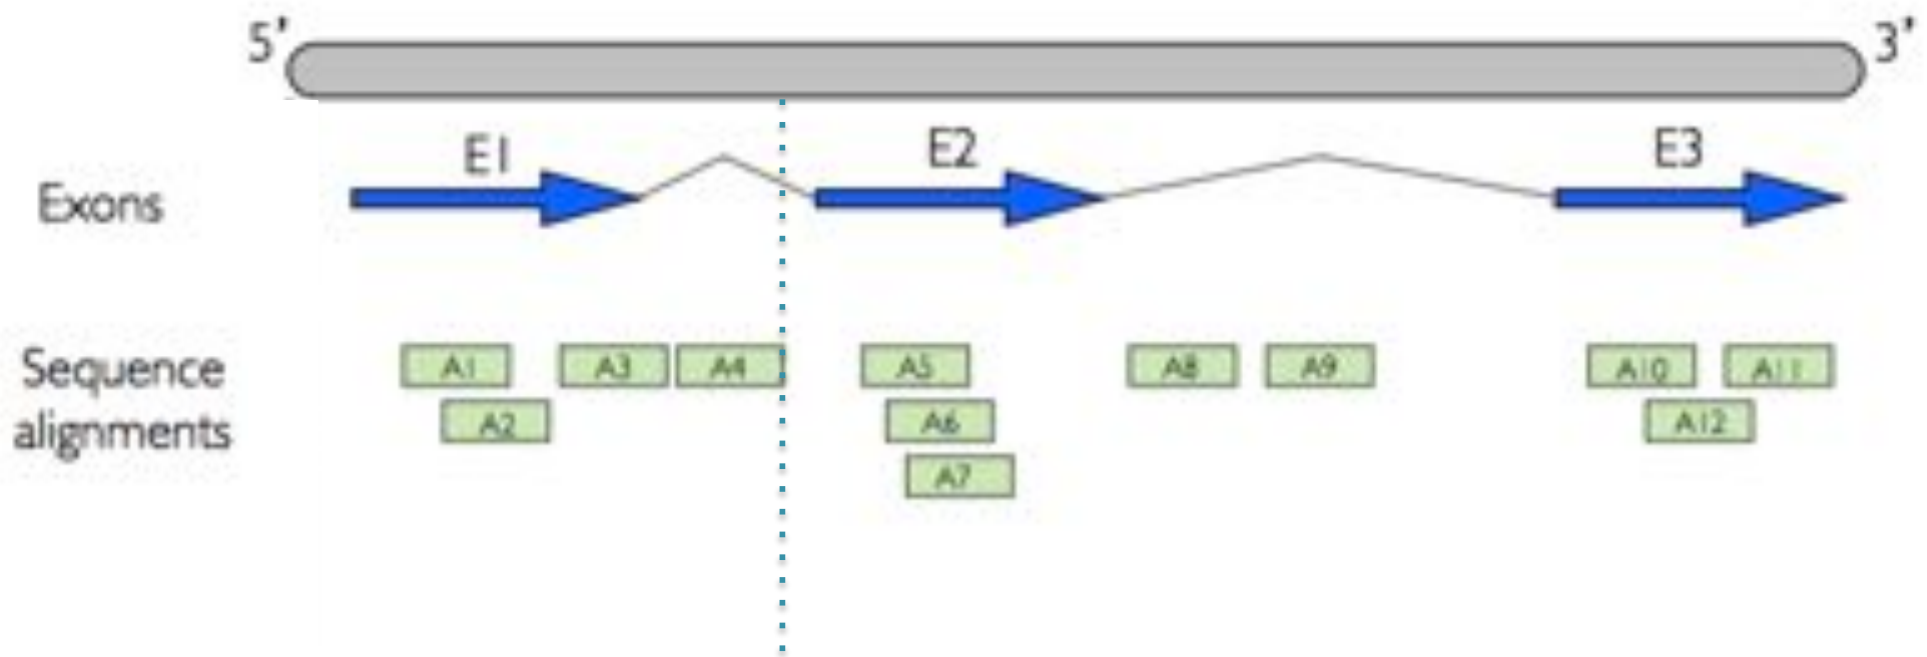 5' 3'
E1 E2 E3
Exons
Sequence
alignments
A1 A3 A4 A5 A8 A9 A10 A11
A2 A6 A12
A7